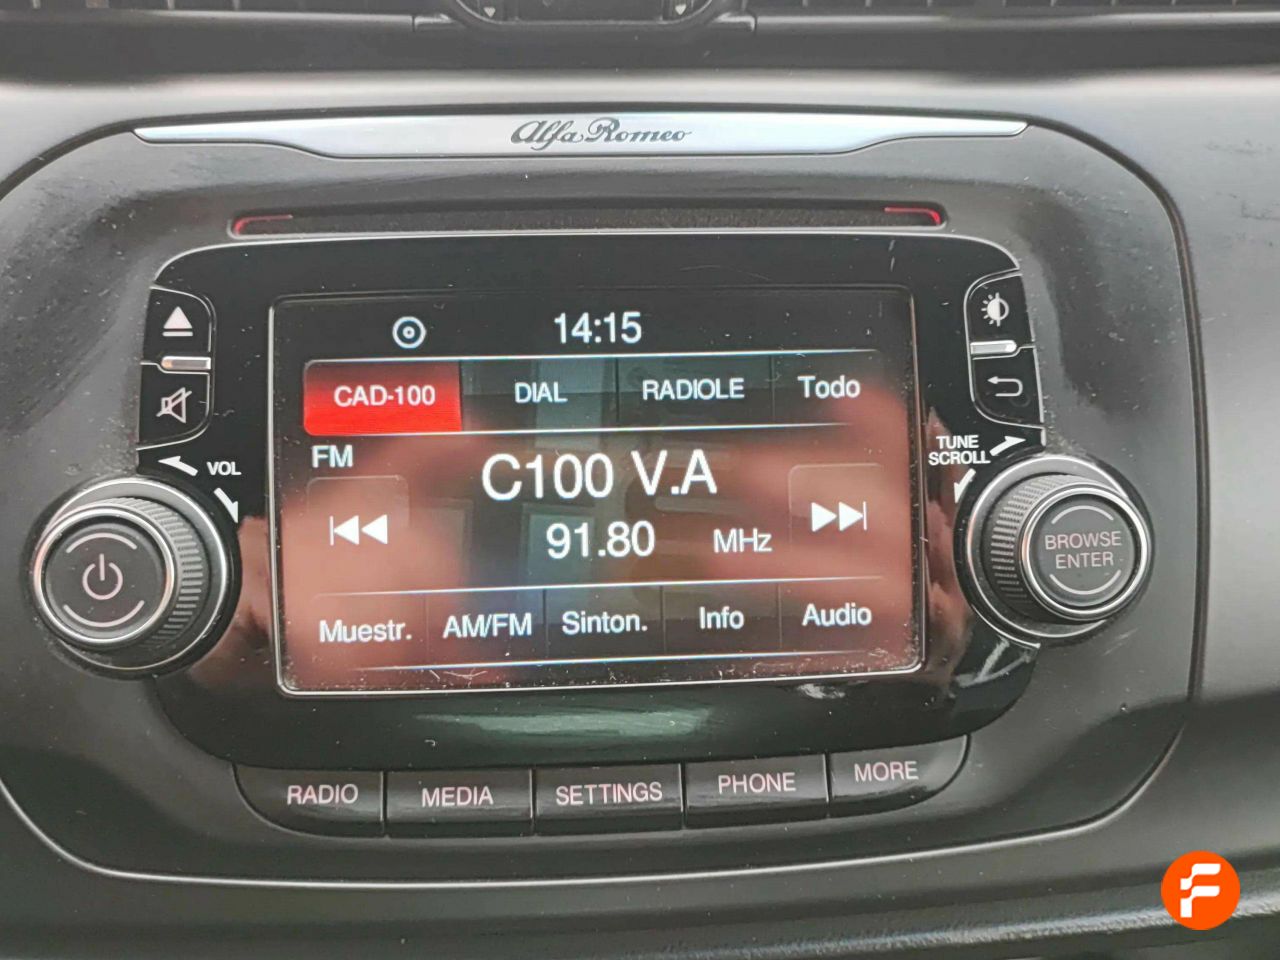 Alfa Romeo
14:15
CAD-100 DIAL RADIOLE Todo
FM
C100 V.A
91.80 MHz
Muestr. AM/FM Sinton. Info Audio
VOL
TUNE
SCROLL
BROWSE
ENTER
RADIO MEDIA SETTINGS PHONE MORE
F